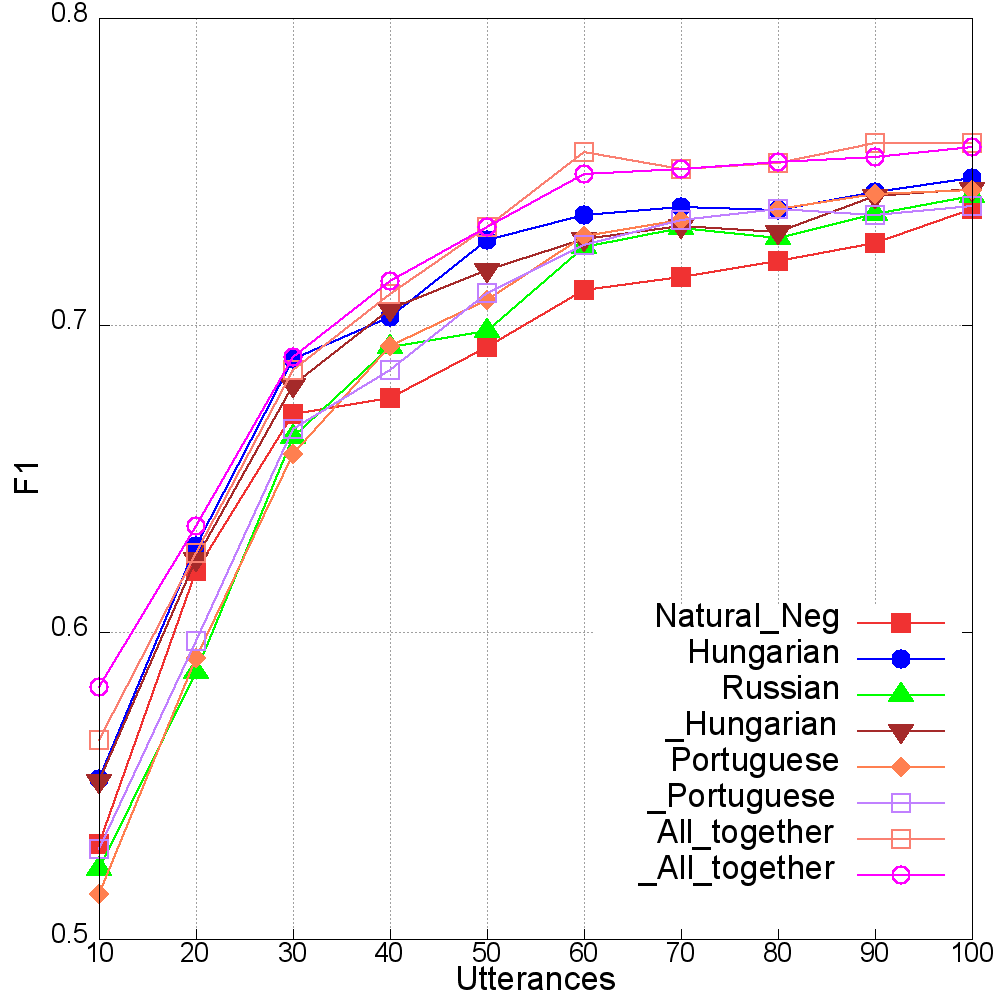 0.8
0.7
0.6
0.5
F1
10 20 30 40 50 60 70 80 90 100
Utterances
Natural_Neg
Hungarian
Russian
_Hungarian
Portuguese
_Portuguese
All_together
_All_together